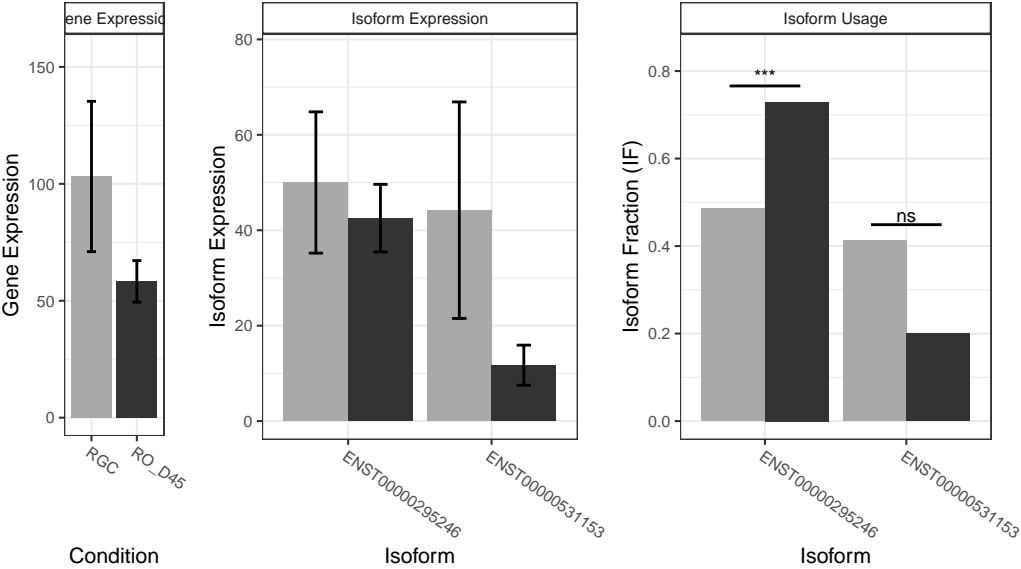 ene Expressio
Gene Expression
150
100
50
0
RGC
RO_D45
Condition
Isoform Expression
Isoform Expression
80
60
40
20
0
ENST00000295246
ENST00000531153
Isoform
Isoform Usage
Isoform Fraction (IF)
0.8
0.6
0.4
0.2
0.0
***
ns
ENST00000295246
ENST00000531153
Isoform